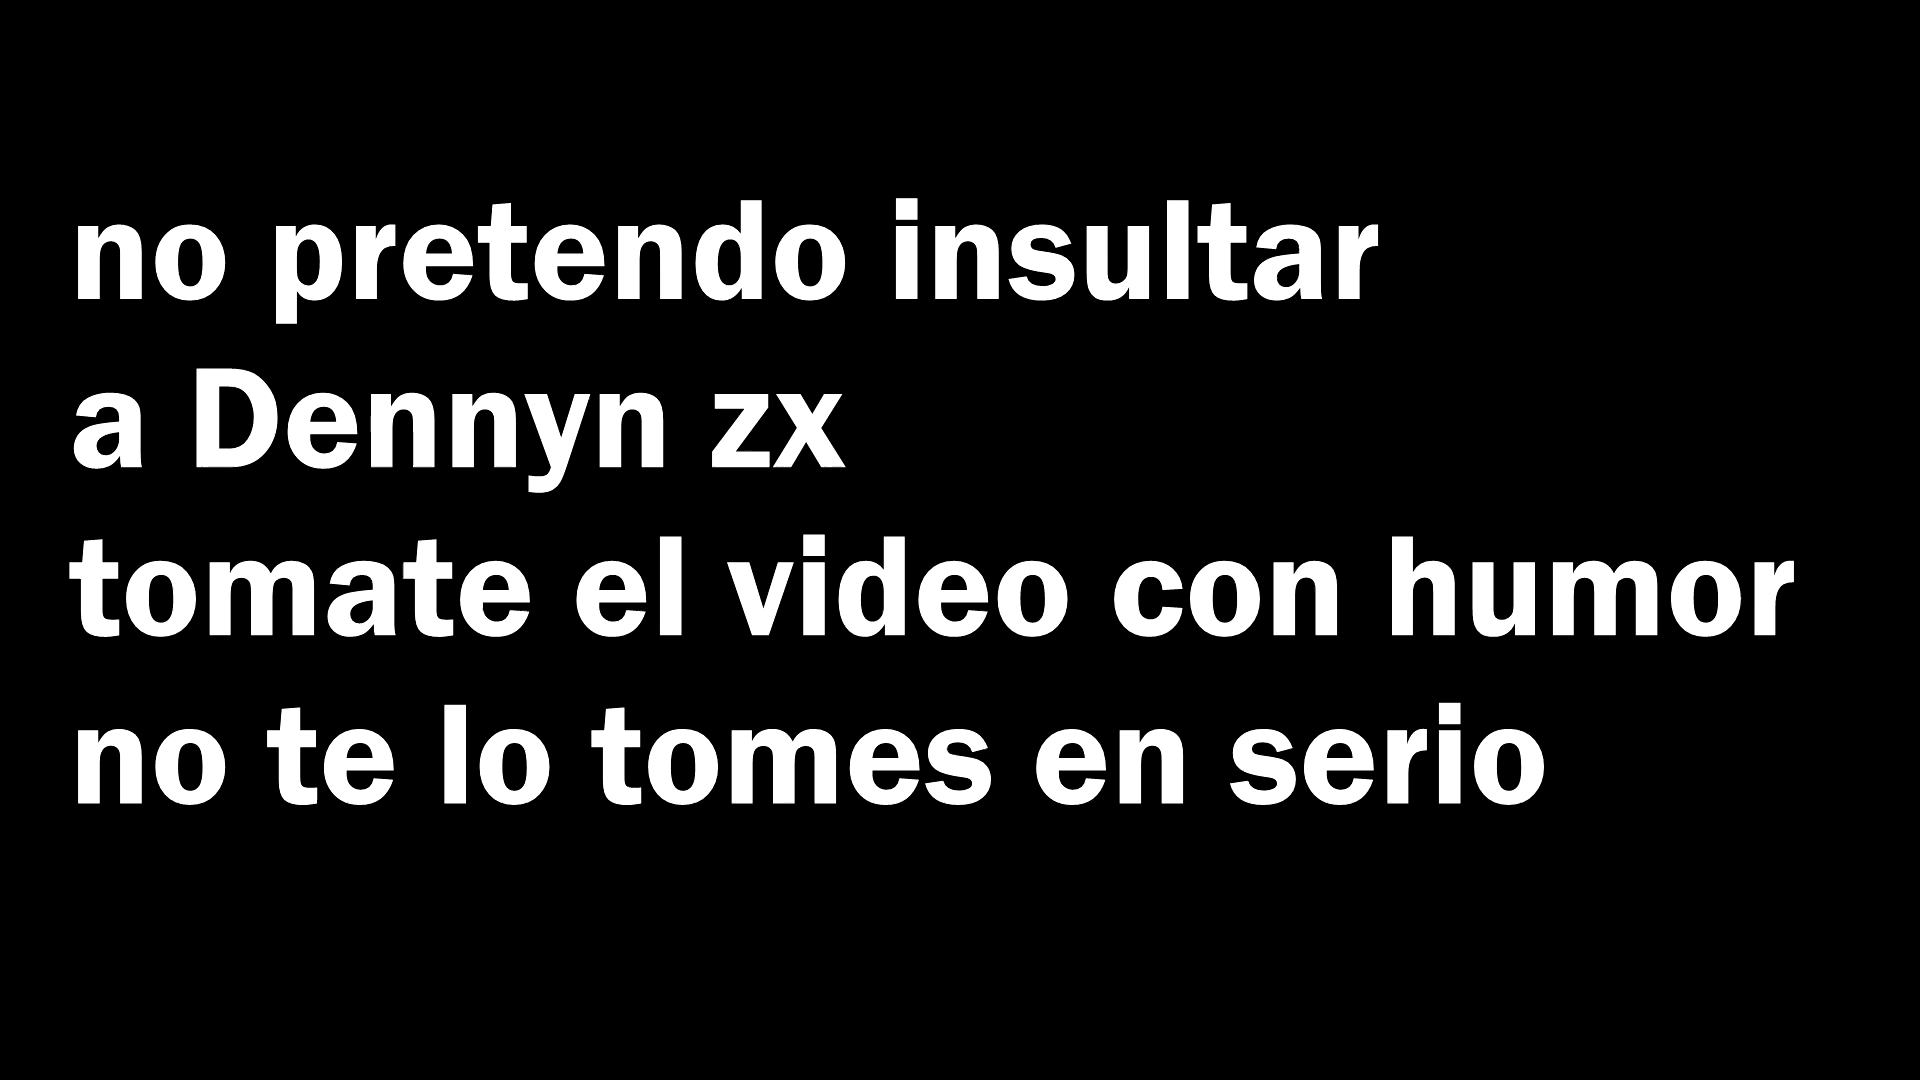 no pretendo insultar
a Dennyn zx
tomate el video con humor
no te lo tomes en serio